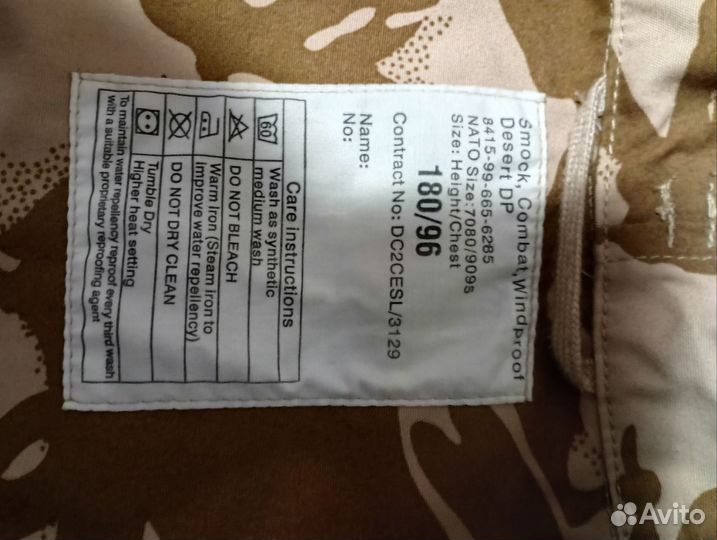 Smock, Combat, Windproof
Desert DP
8415-99-665-6285
NATO Size:7080/9095
Size: Height/Chest
180/96
Contract No: DC2CESL/3129
Name:
No:
Care instructions
60
Wash as synthetic
medium wash
DO NOT BLEACH
Warm iron (Steam iron to
improve water repellency)
DO NOT DRY CLEAN
Tumble Dry
Higher heat setting
To maintain water repellency reproof every third wash
with a suitable proprietary reproofing agent
Avito